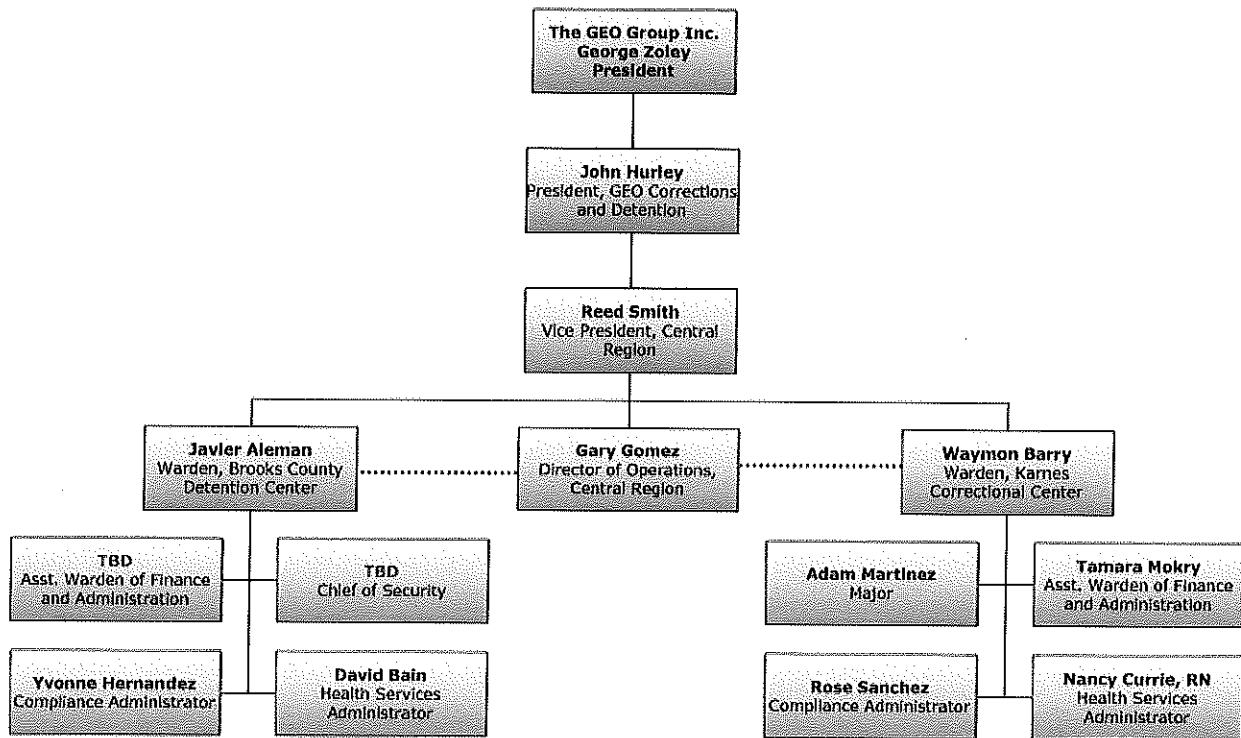 The GEO Group Inc.
George Zoley
President
John Hurley
President, GEO Corrections
and Detention
Reed Smith
Vice President, Central
Region
Javier Aleman
Warden, Brooks County
Detention Center
Gary Gomez
Director of Operations,
Central Region
Waymon Barry
Warden, Karnes
Correctional Center
TBD
Asst. Warden of Finance
and Administration
TBD
Chief of Security
Adam Martinez
Major
Tamara Mokry
Asst. Warden of Finance
and Administration
Yvonne Hernandez
Compliance Administrator
David Bain
Health Services
Administrator
Rose Sanchez
Compliance Administrator
Nancy Currie, RN
Health Services
Administrator